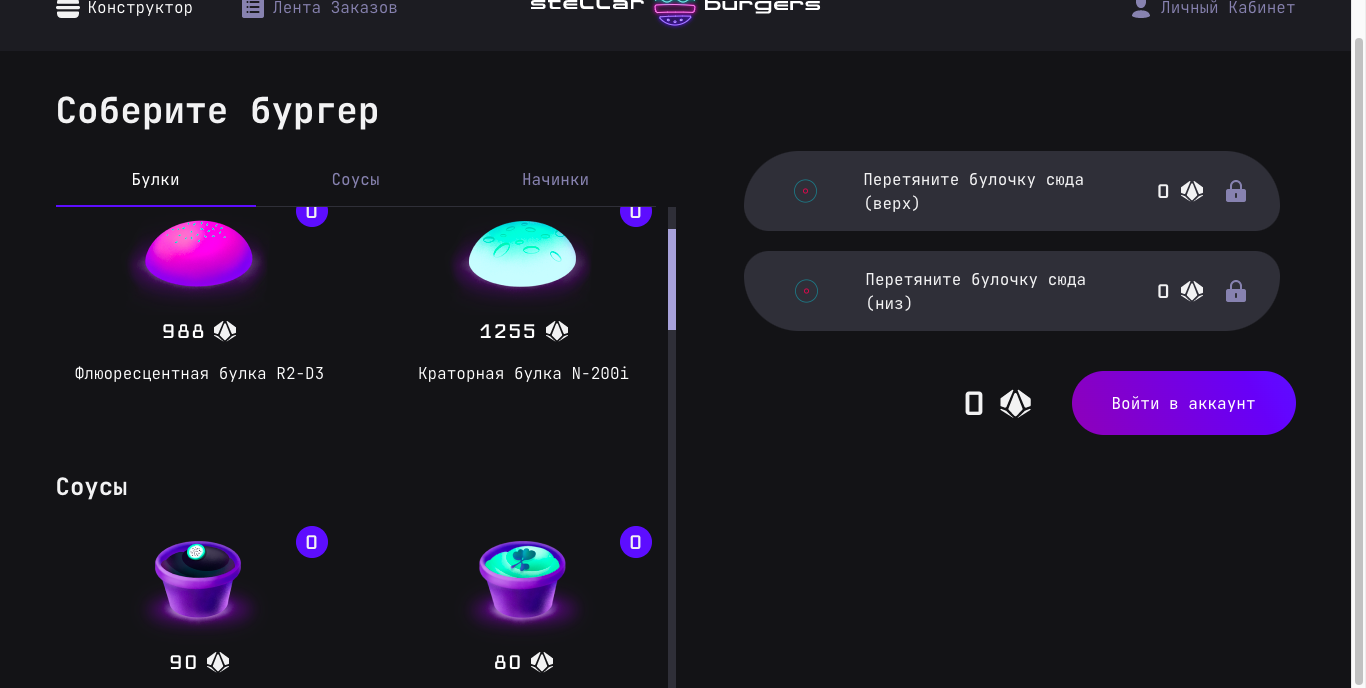 Конструктор
Лента Заказов
stellar burgers
Личный Кабинет
Соберите бургер
Булки
Соусы
Начинки
0
0
988
1255
Флюоресцентная булка R2-D3
Краторная булка N-200i
Соусы
0
0
90
80
Перетяните булочку сюда
(верх)
0
Перетяните булочку сюда
(низ)
0
0
Войти в аккаунт